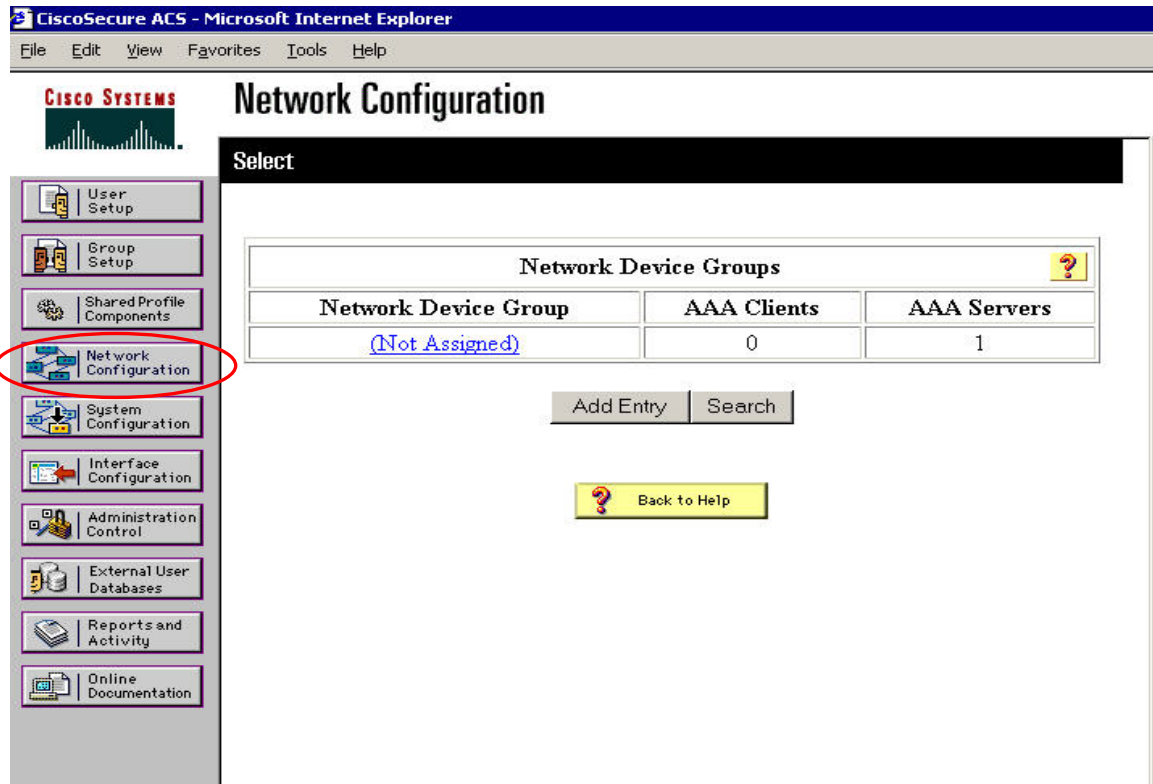 CiscoSecure ACS - Microsoft Internet Explorer
File Edit View Favorites Tools Help
CISCO SYSTEMS
Network Configuration
Select
User
Setup
Group
Setup
Shared Profile
Components
Network
Configuration
System
Configuration
Interface
Configuration
Administration
Control
External User
Databases
Reports and
Activity
Online
Documentation
Network Device Groups ?
Network Device Group AAA Clients AAA Servers
(Not Assigned) 0 1
Add Entry Search
? Back to Help